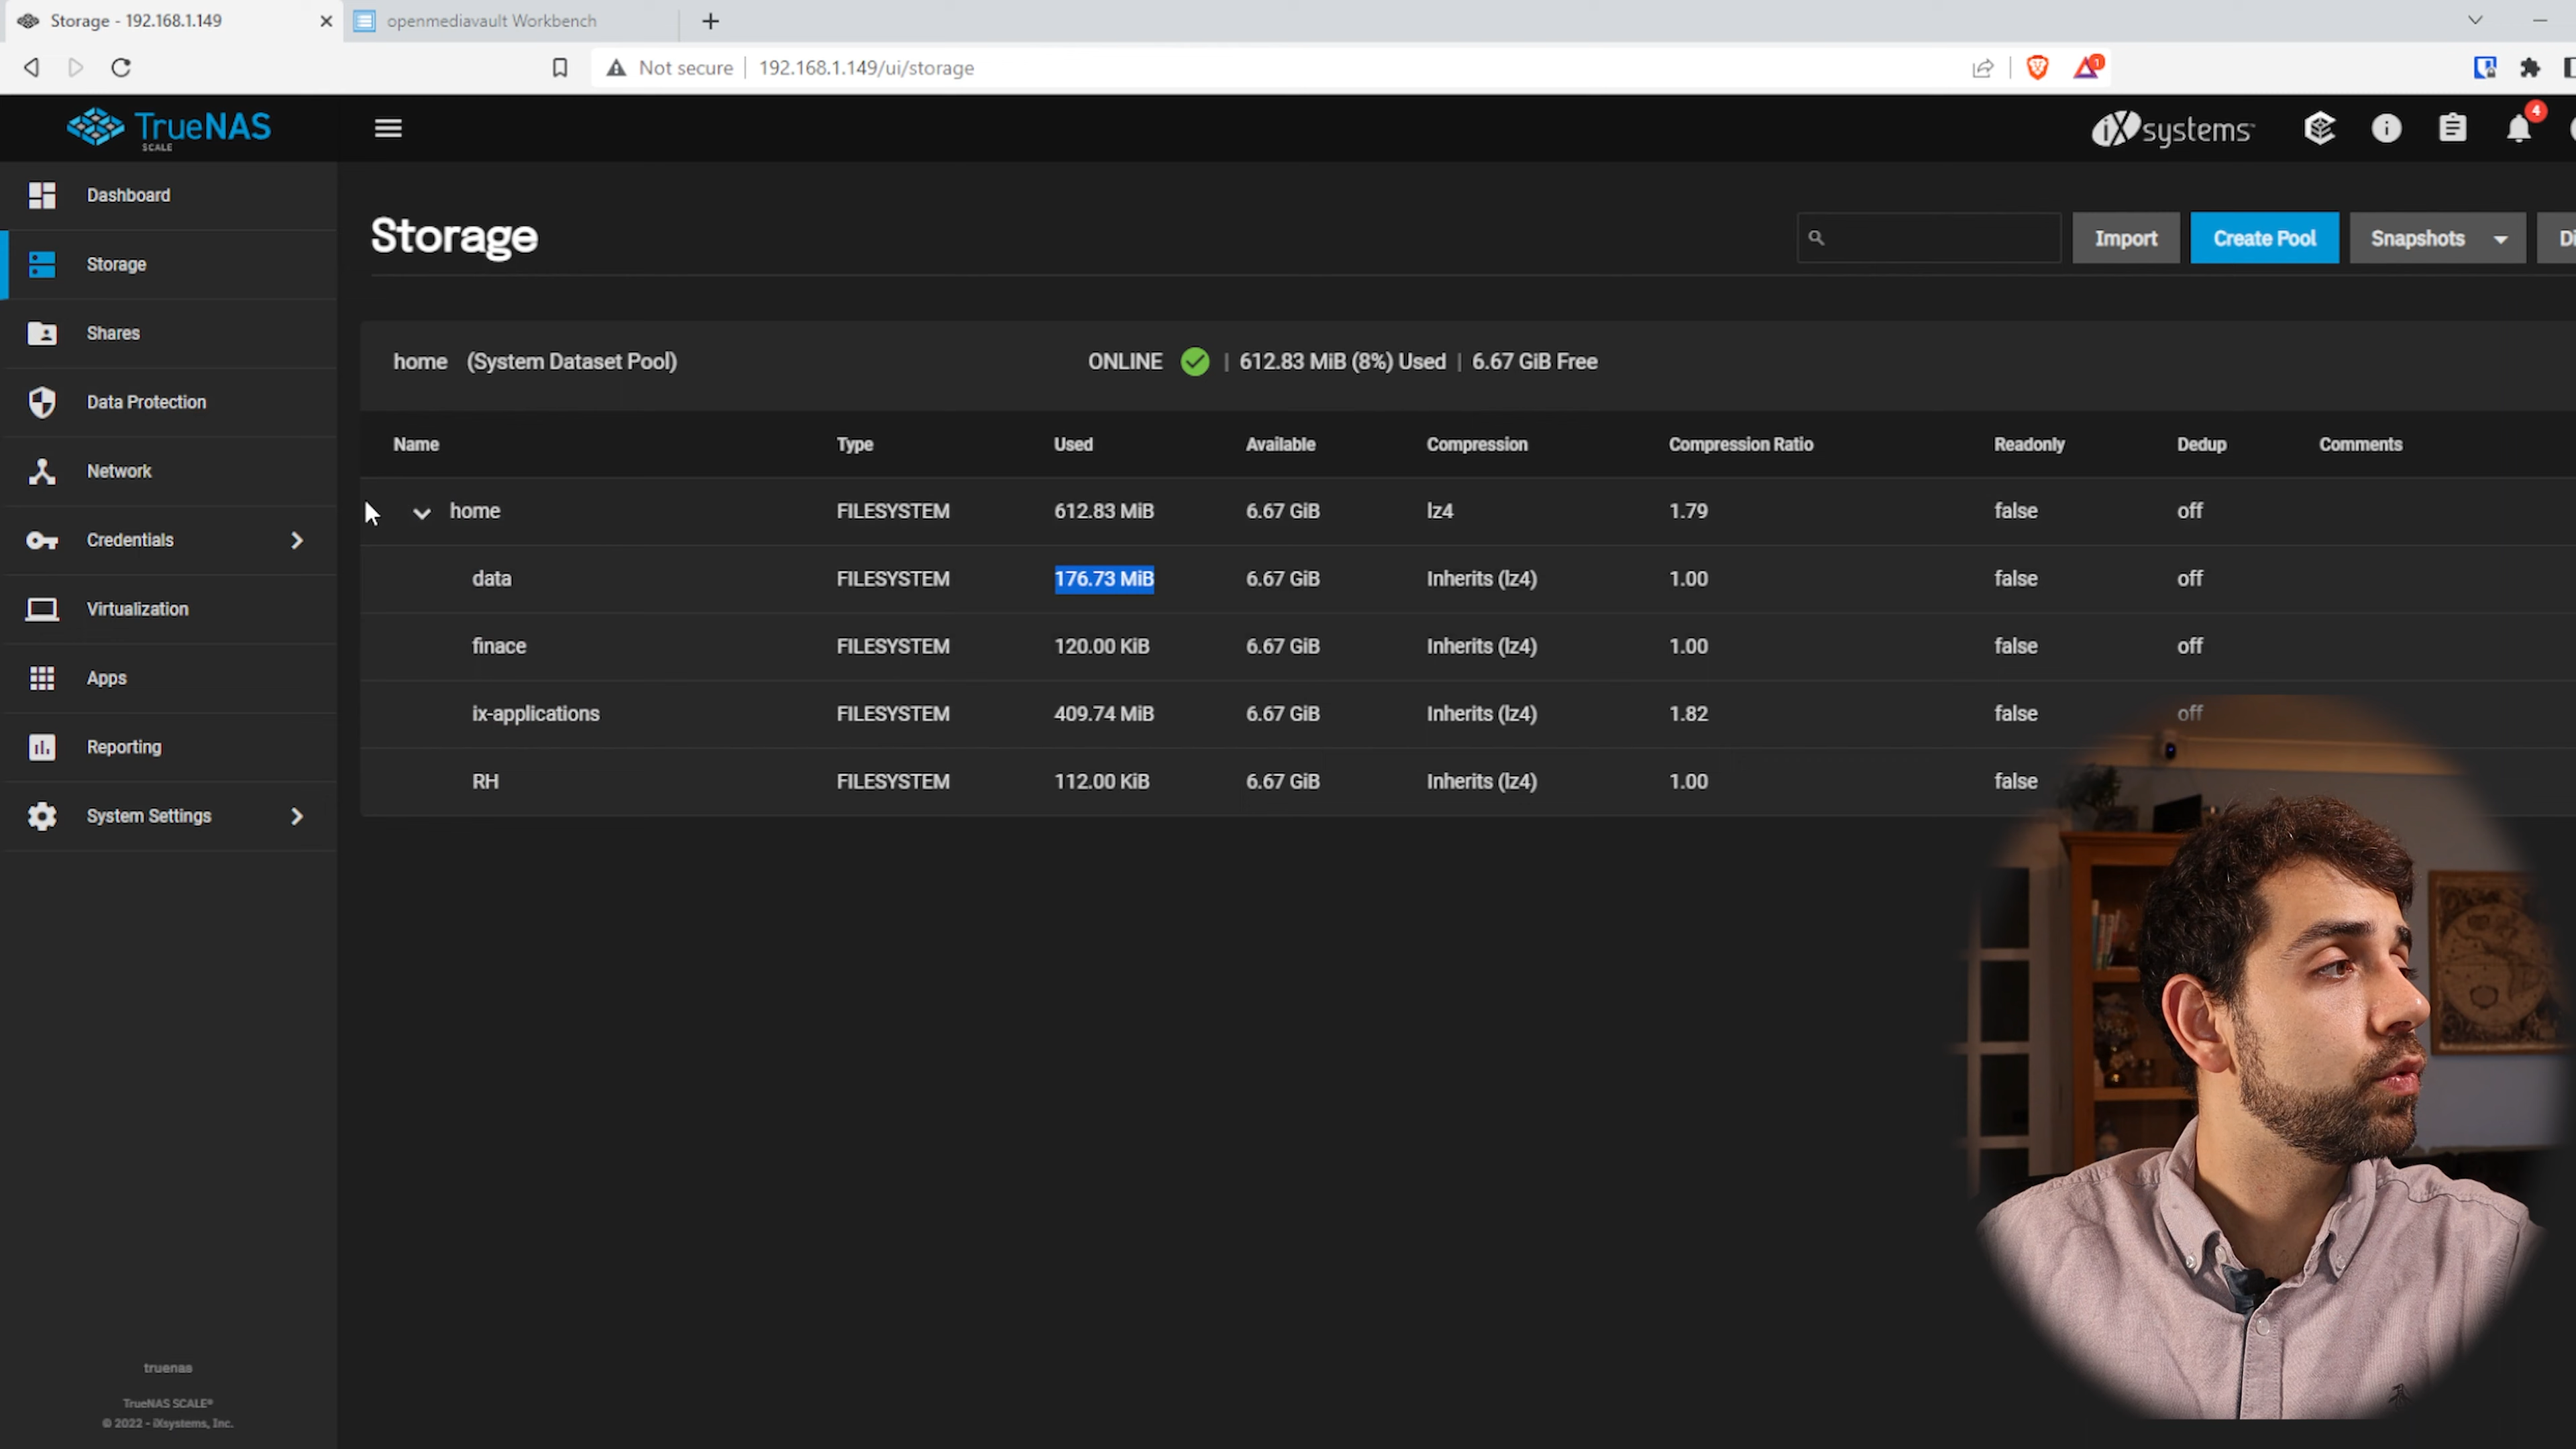 Storage - 192.168.1.149
openmediavault Workbench
Not secure
192.168.1.149/ui/storage
1
TrueNAS
SCALE
iXsystems
4
Dashboard
Storage
Shares
Data Protection
Network
Credentials
Virtualization
Apps
Reporting
System Settings
Storage
Import
Create Pool
Snapshots
Di
home (System Dataset Pool)
ONLINE | 612.83 MiB (8%) Used | 6.67 GiB Free
Name Type Used Available Compression Compression Ratio Readonly Dedup Comments
home FILESYSTEM 612.83 MiB 6.67 GiB lz4 1.79 false off
data FILESYSTEM 176.73 MiB 6.67 GiB Inherits (lz4) 1.00 false off
finace FILESYSTEM 120.00 KiB 6.67 GiB Inherits (lz4) 1.00 false off
ix-applications FILESYSTEM 409.74 MiB 6.67 GiB Inherits (lz4) 1.82 false off
RH FILESYSTEM 112.00 KiB 6.67 GiB Inherits (lz4) 1.00 false
truenas
TrueNAS SCALE®
© 2022 - iXsystems, Inc.